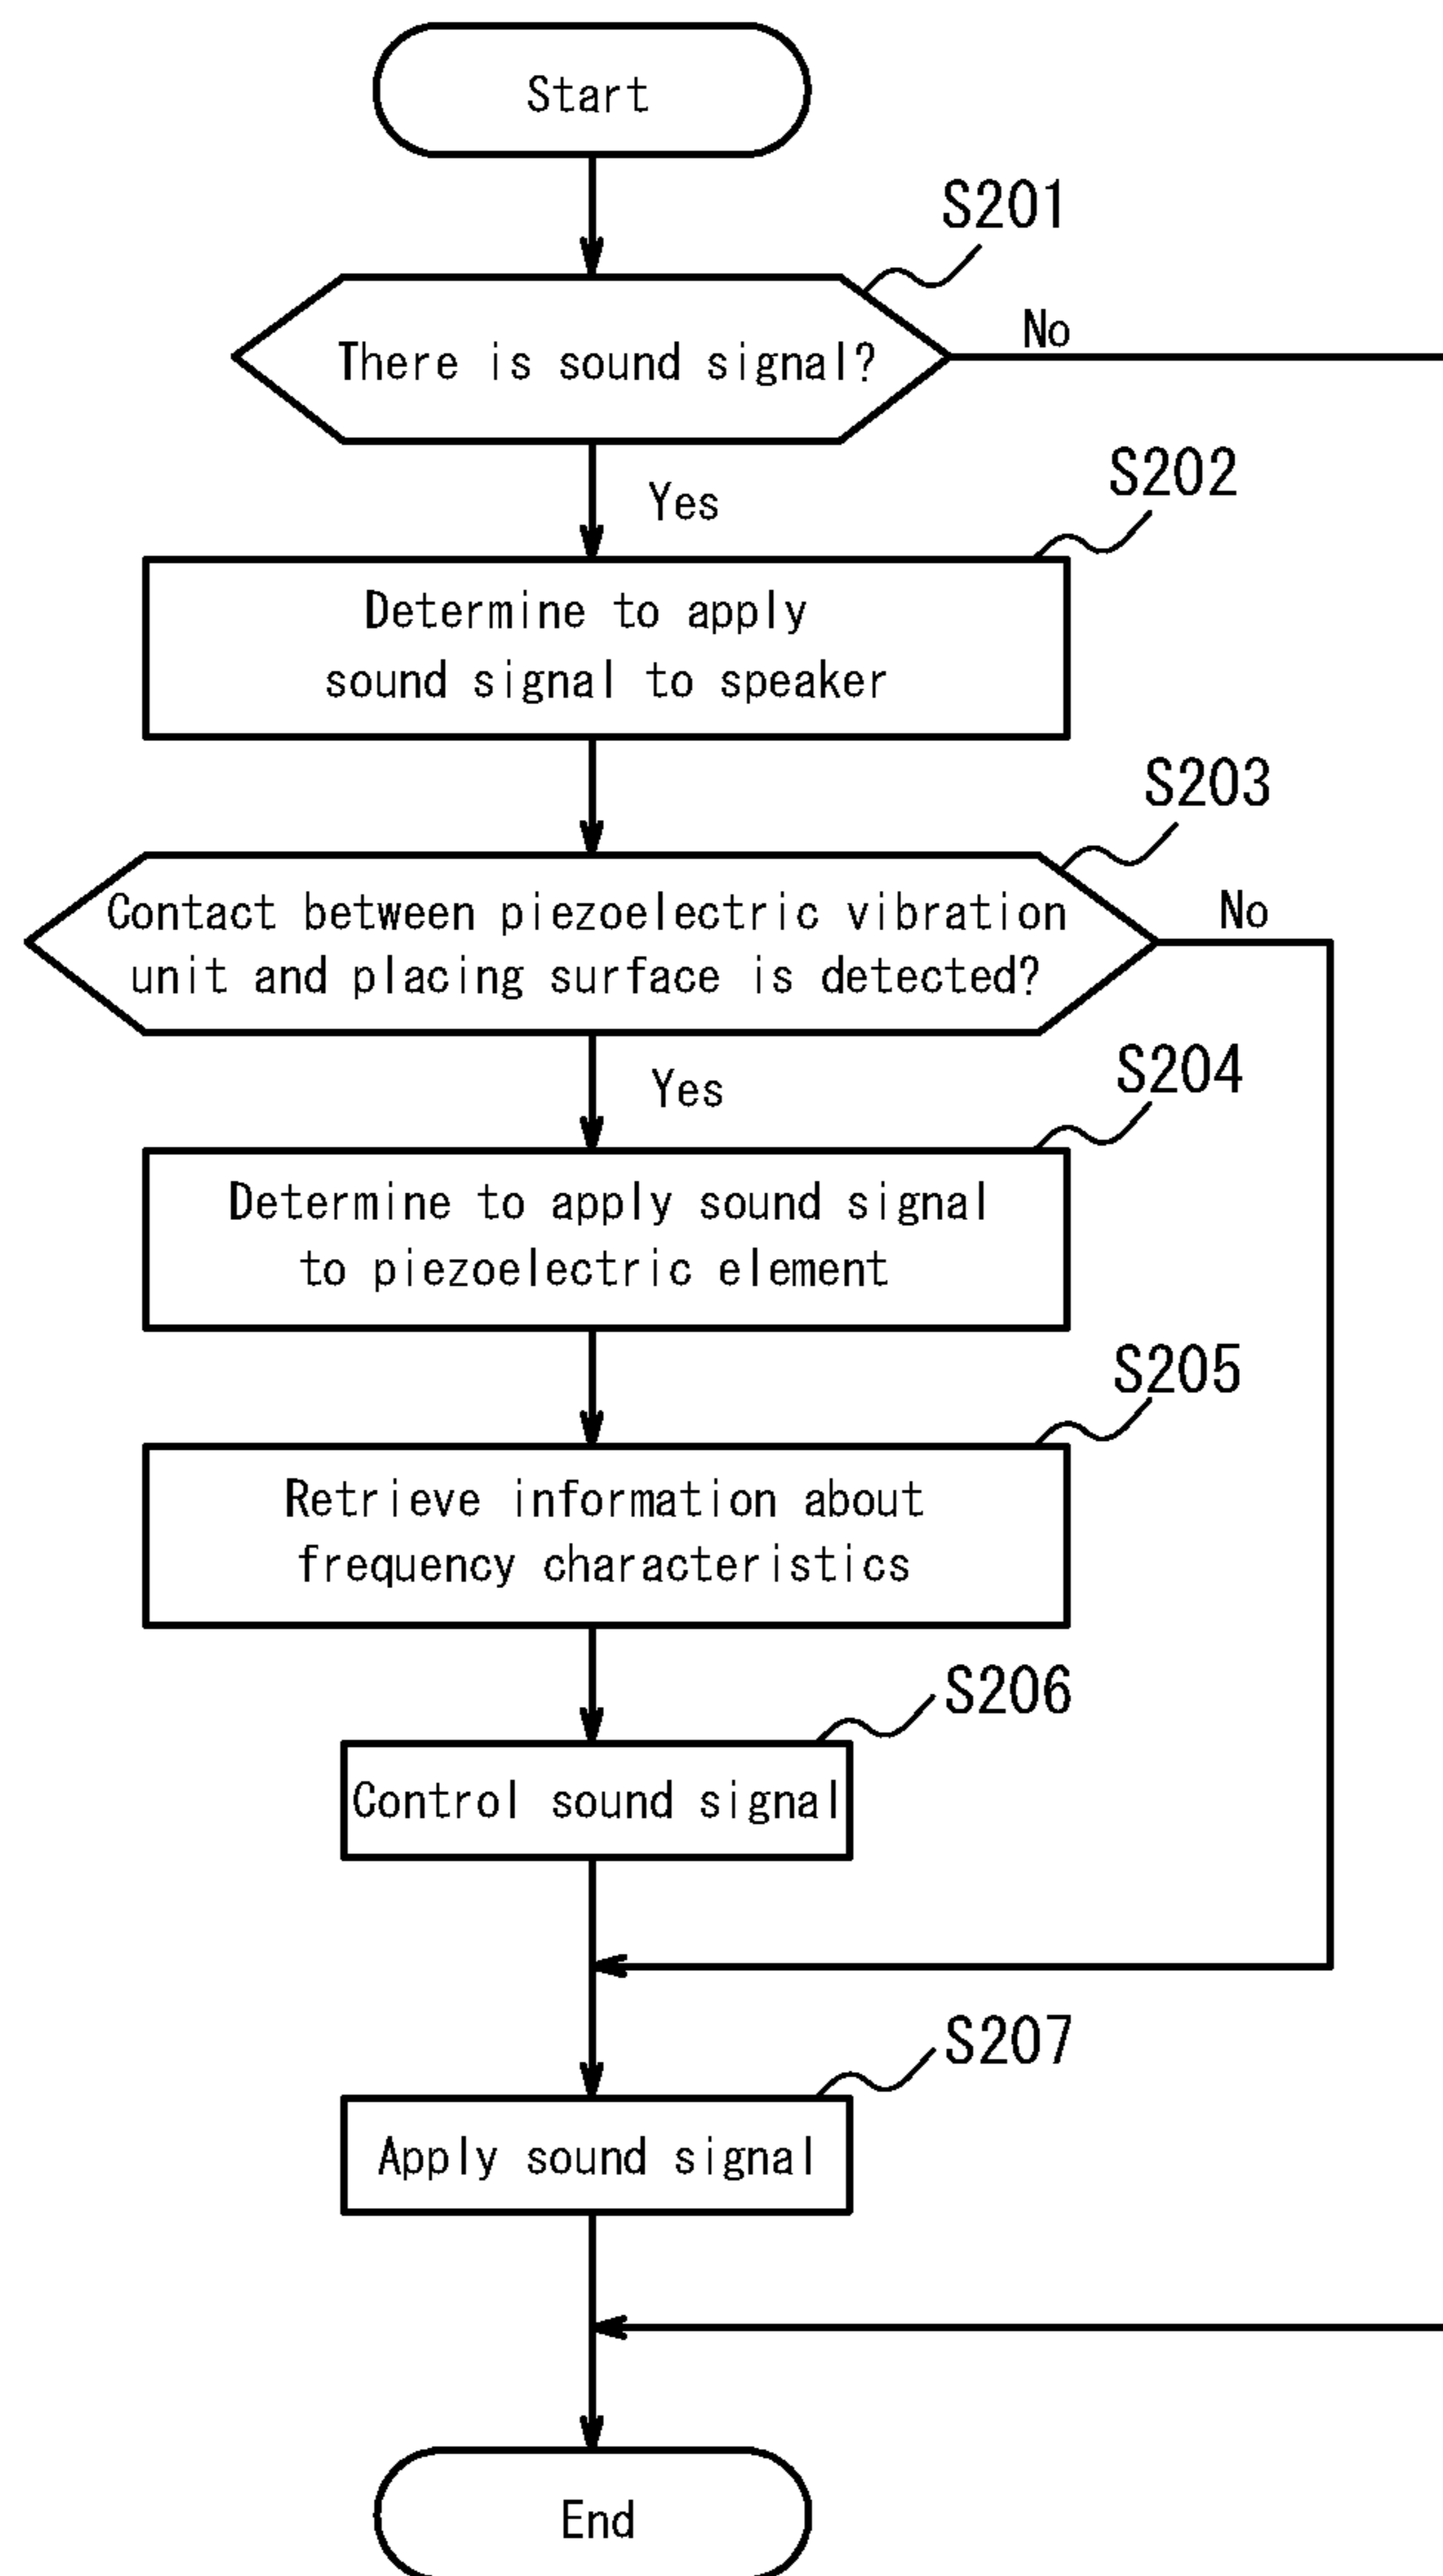 Start
S201
There is sound signal?
No
Yes
S202
Determine to apply
sound signal to speaker
S203
Contact between piezoelectric vibration
unit and placing surface is detected?
No
Yes
S204
Determine to apply sound signal
to piezoelectric element
S205
Retrieve information about
frequency characteristics
S206
Control sound signal
S207
Apply sound signal
End